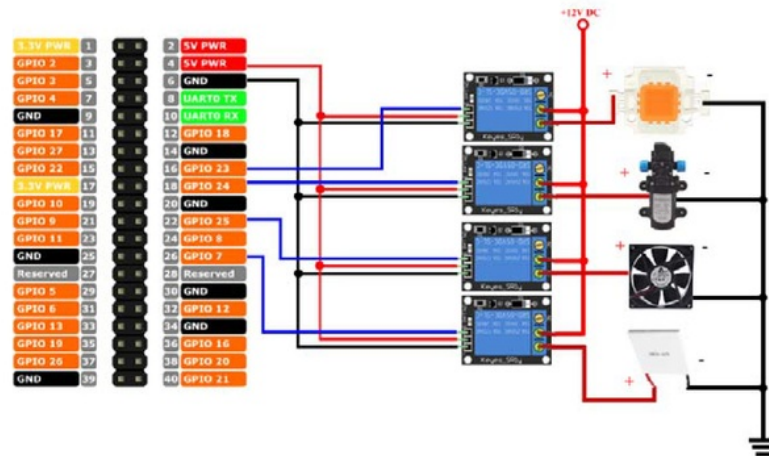 +12V DC
3.3V PWR 1 2 5V PWR
GPIO 2 3 4 5V PWR
GPIO 3 5 6 GND
GPIO 4 7 8 UART0 TX
GND 9 10 UART0 RX
GPIO 17 11 12 GPIO 18
GPIO 27 13 14 GND
GPIO 22 15 16 GPIO 23
3.3V PWR 17 18 GPIO 24
GPIO 10 19 20 GND
GPIO 9 21 22 GPIO 25
GPIO 11 23 24 GPIO 8
GND 25 26 GPIO 7
Reserved 27 28 Reserved
GPIO 5 29 30 GND
GPIO 6 31 32 GPIO 12
GPIO 13 33 34 GND
GPIO 19 35 36 GPIO 16
GPIO 26 37 38 GPIO 20
GND 39 40 GPIO 21
Keyes_SR1y
Keyes_SR1y
Keyes_SR1y
Keyes_SR1y
+ -
+ -
+ -
+ -